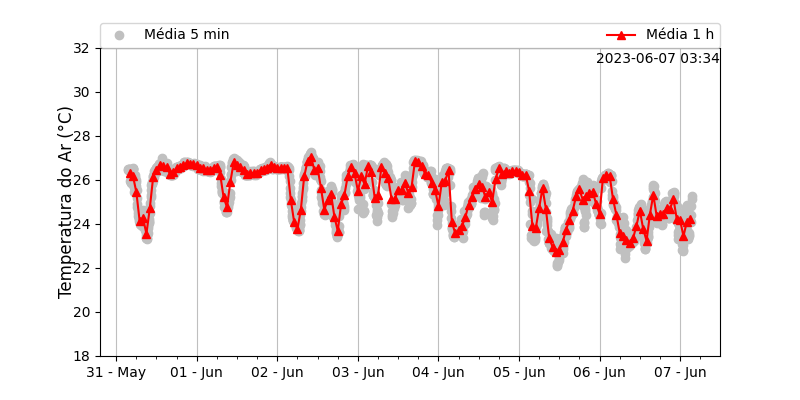 Média 5 min
Média 1 h
2023-06-07 03:34
Temperatura do Ar (°C)
32
30
28
26
24
22
20
18
31 - May
01 - Jun
02 - Jun
03 - Jun
04 - Jun
05 - Jun
06 - Jun
07 - Jun